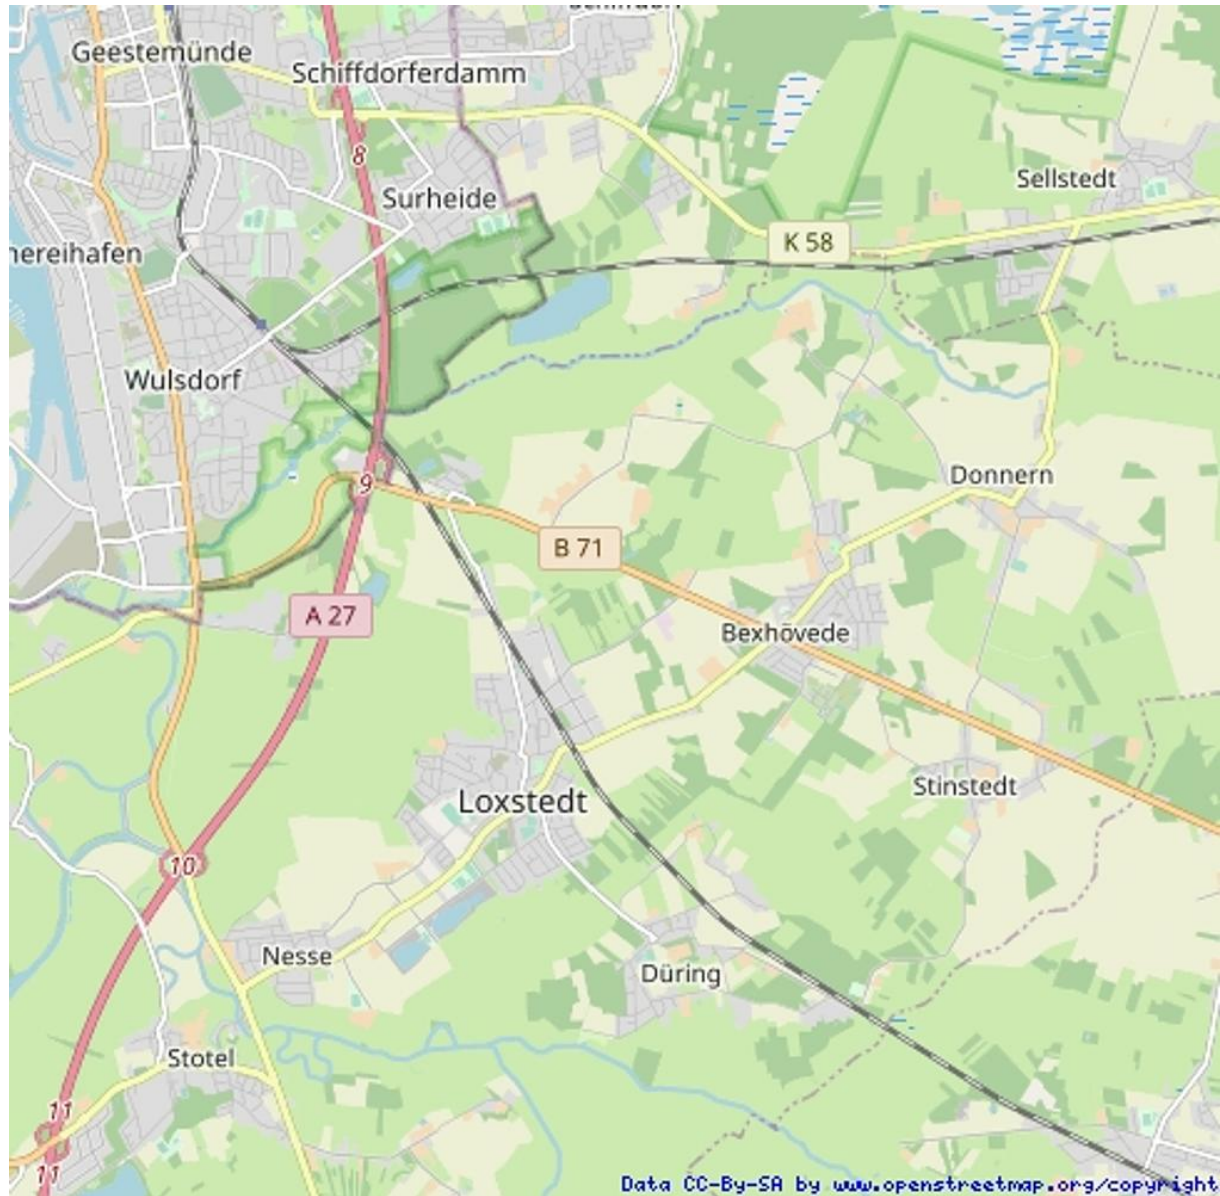 Geestemünde
Schiffdorferdamm
8
Surheide
Sellstedt
K 58
Wulsdorf
Donnern
9
B 71
A 27
Bexhövede
Stinstedt
Loxstedt
10
Nesse
Düring
Stotel
11
11
Data CC-By-SA by www.openstreetmap.org/copyright